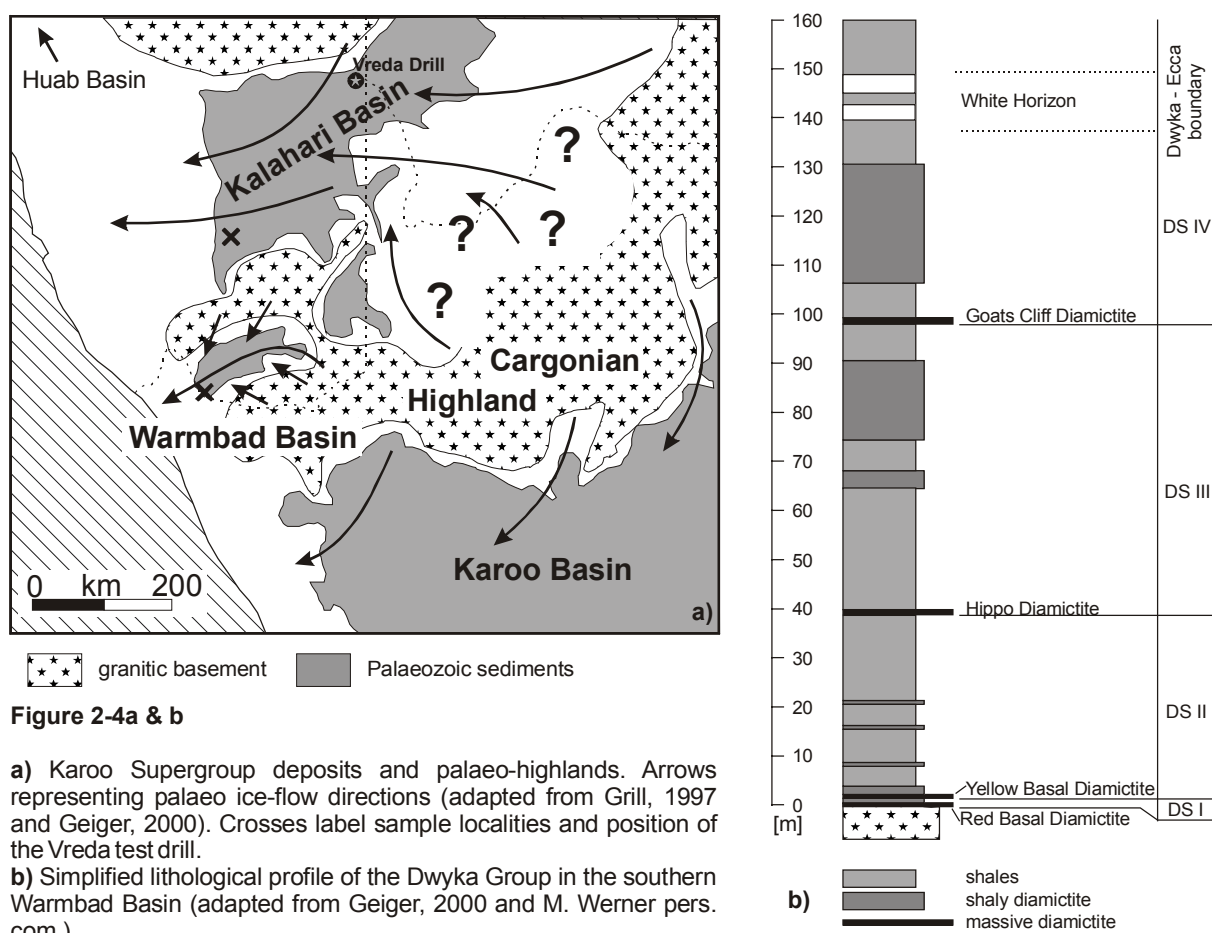 Huab Basin
Vreda Drill
Kalahari Basin
?
?
?
?
Cargonian
Highland
Warmbad Basin
Karoo Basin
0 km 200
a)
granitic basement
Palaeozoic sediments
Figure 2-4a & b
a) Karoo Supergroup deposits and palaeo-highlands. Arrows
representing palaeo ice-flow directions (adapted from Grill, 1997
and Geiger, 2000). Crosses label sample localities and position of
the Vreda test drill.
b) Simplified lithological profile of the Dwyka Group in the southern
Warmbad Basin (adapted from Geiger, 2000 and M. Werner pers.
com.)
160
150
140
130
120
110
100
90
80
70
60
50
40
30
20
10
0
[m]
White Horizon
Dwyka - Ecca
boundary
DS IV
Goats Cliff Diamictite
DS III
Hippo Diamictite
DS II
Yellow Basal Diamictite
DS I
Red Basal Diamictite
b)
shales
shaly diamictite
massive diamictite